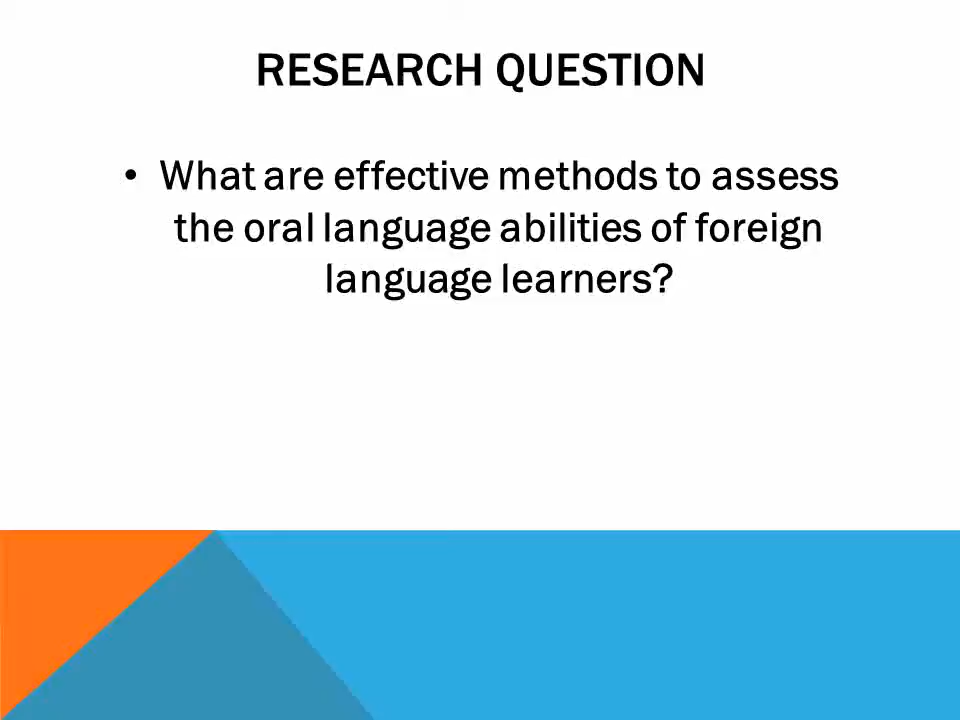 RESEARCH QUESTION
• What are effective methods to assess
the oral language abilities of foreign
language learners?